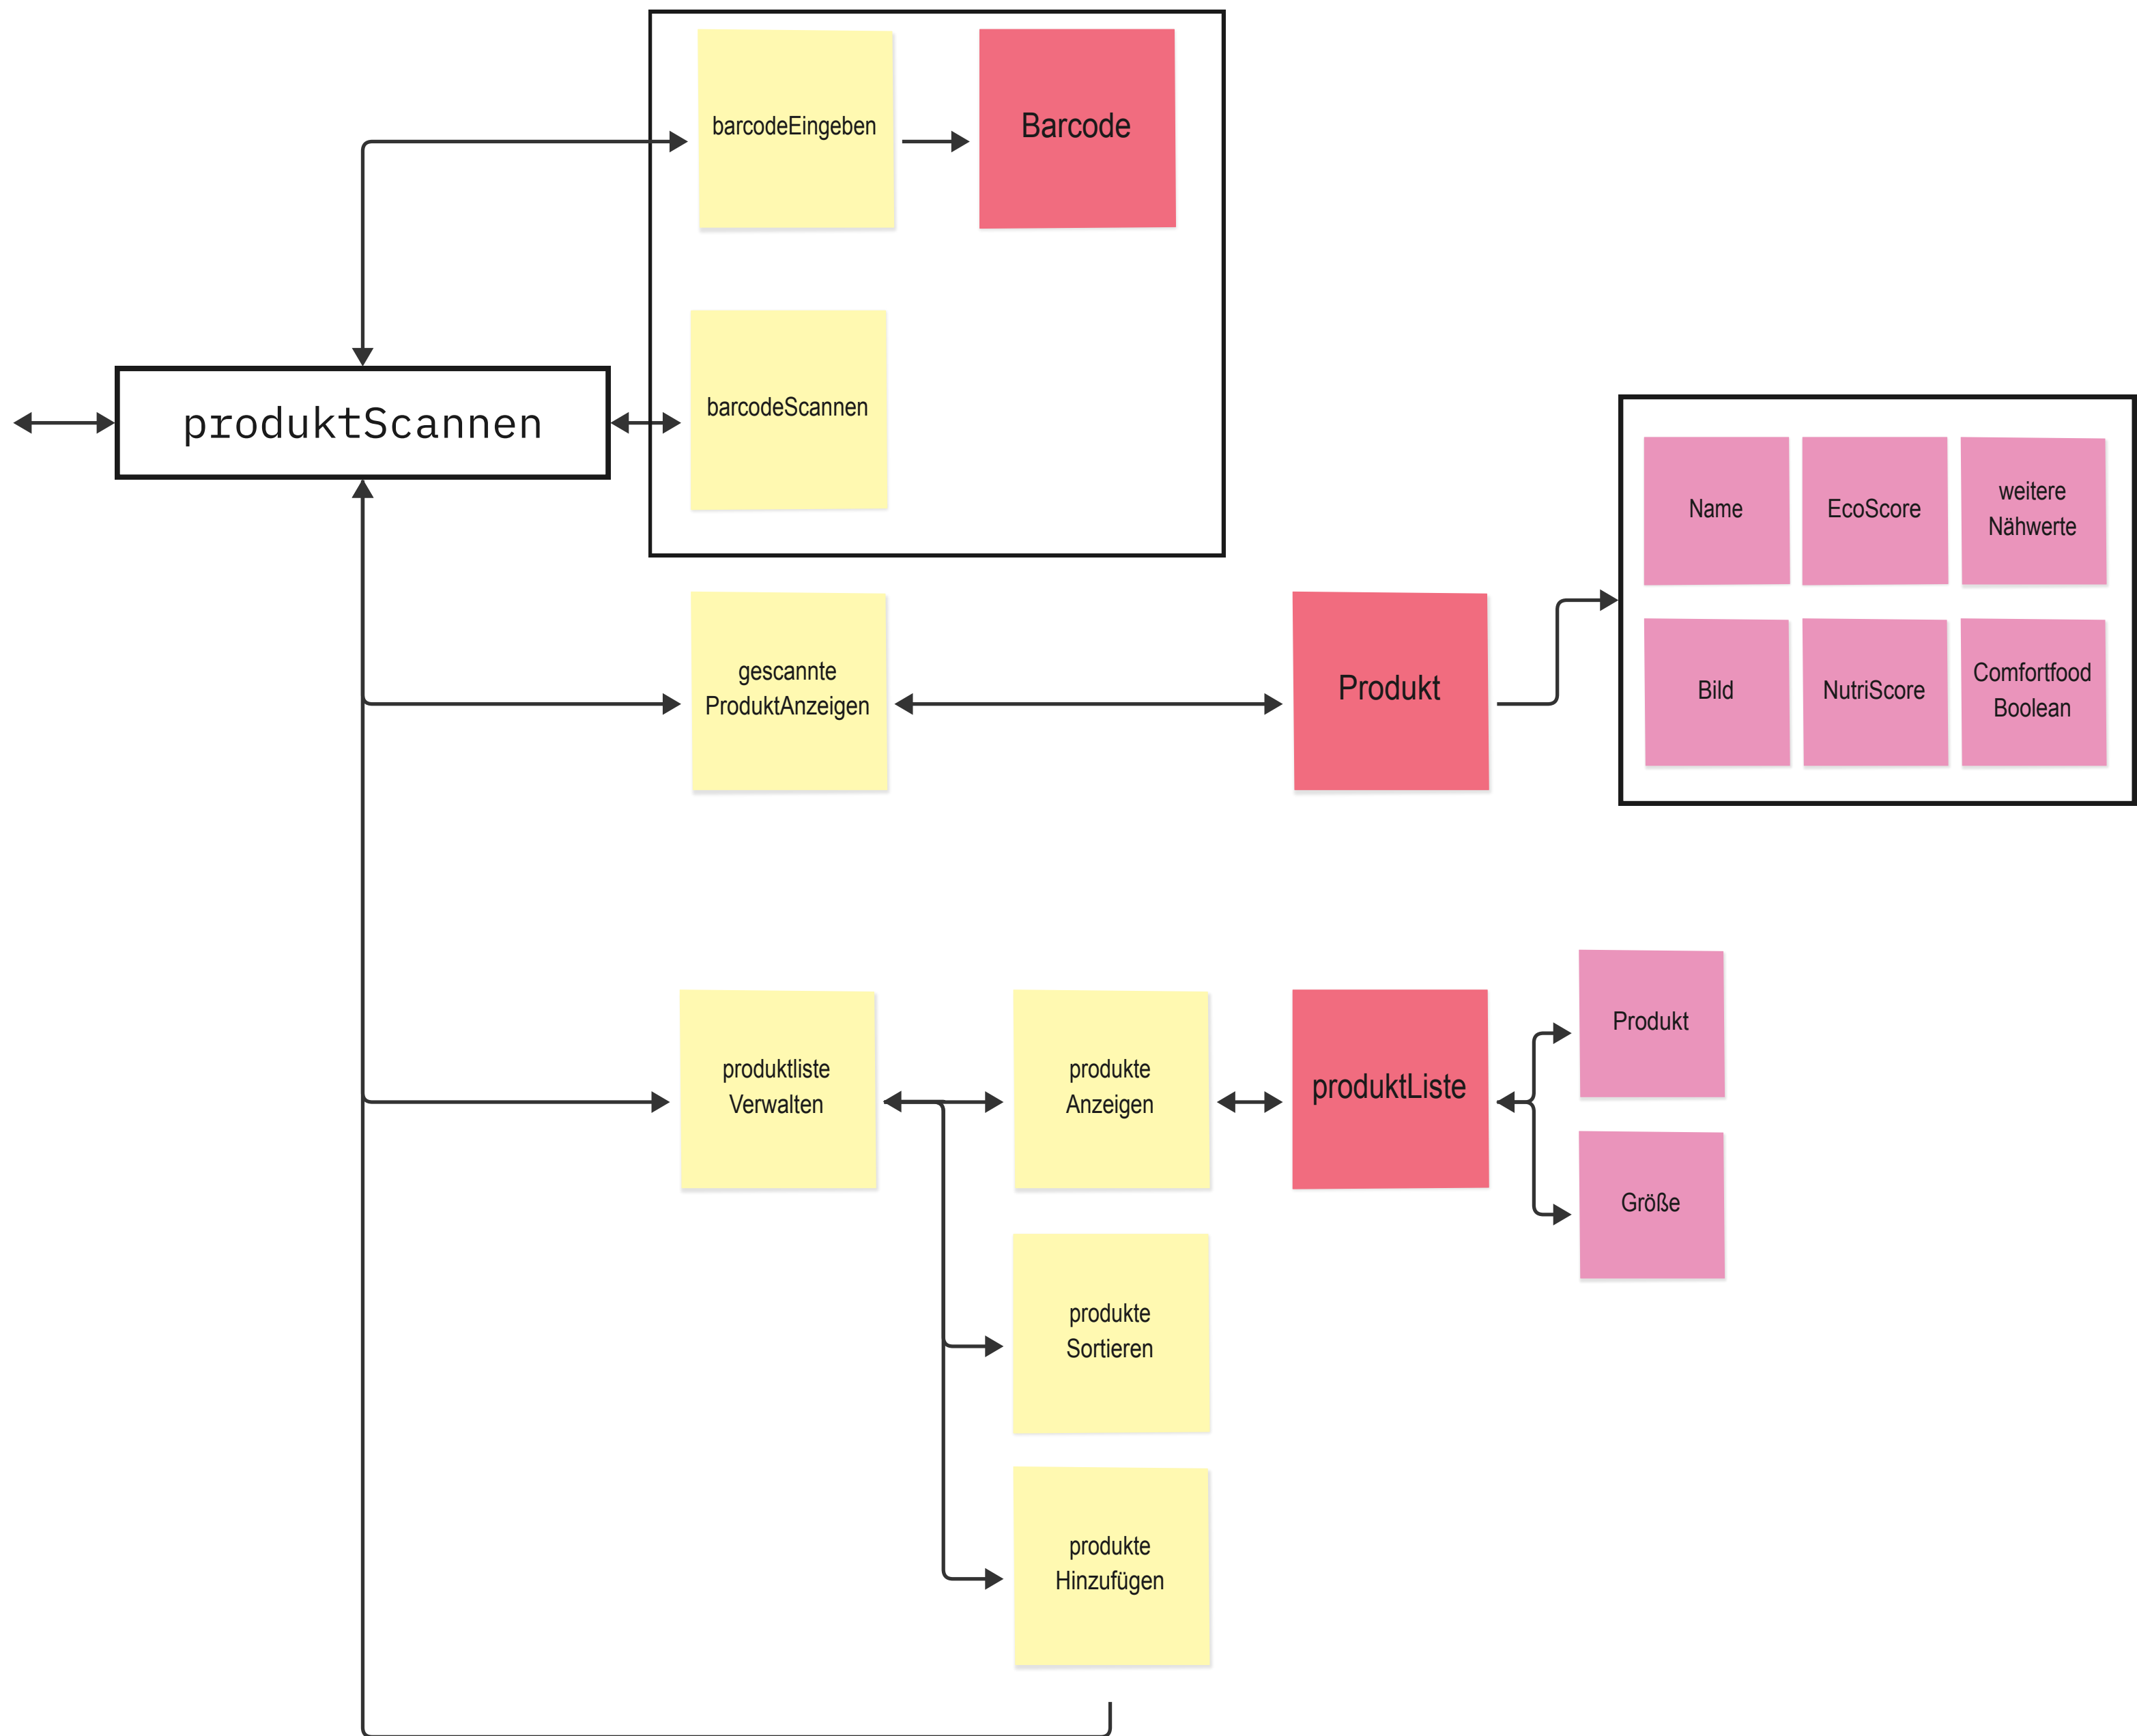 barcodeEingeben
Barcode
barcodeScannen
produktScannen
Name
EcoScore
weitere
Nähwerte
gescannte
ProduktAnzeigen
Produkt
Bild
NutriScore
Comfortfood
Boolean
produktliste
Verwalten
produkte
Anzeigen
produktListe
Produkt
Größe
produkte
Sortieren
produkte
Hinzufügen